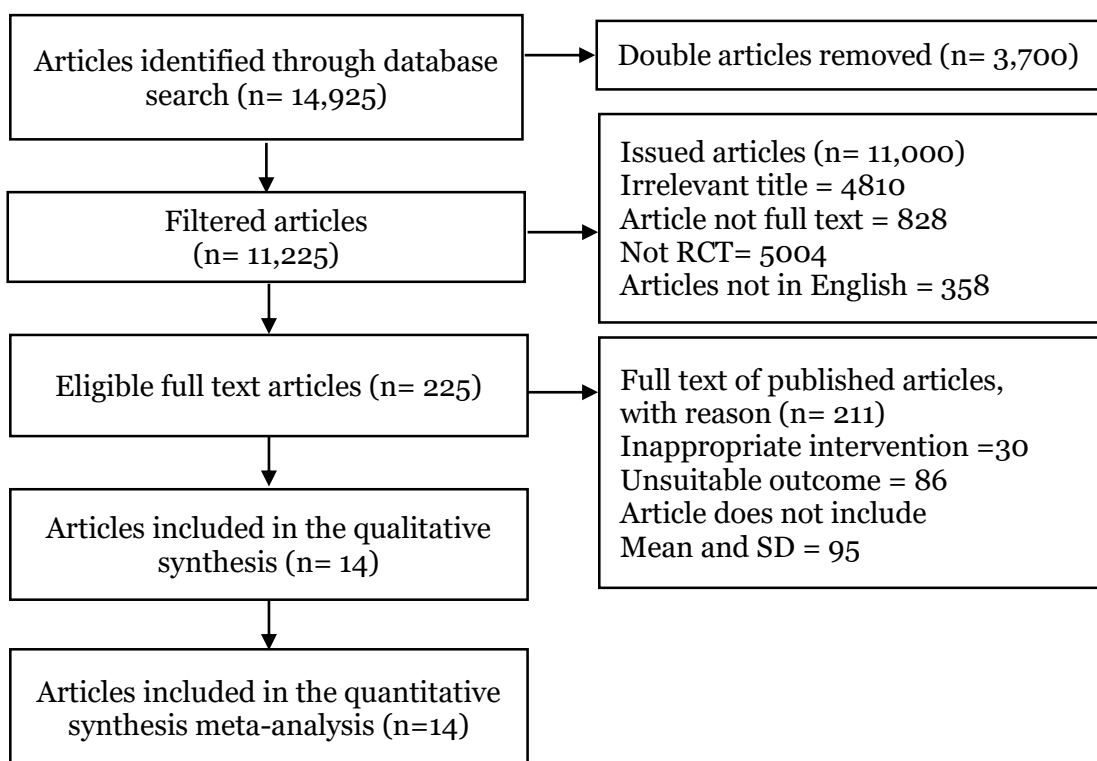 Articles identified through database
search (n= 14,925)
Double articles removed (n= 3,700)
Filtered articles
(n= 11,225)
Issued articles (n= 11,000)
Irrelevant title = 4810
Article not full text = 828
Not RCT= 5004
Articles not in English = 358
Eligible full text articles (n= 225)
Full text of published articles,
with reason (n= 211)
Inappropriate intervention =30
Unsuitable outcome = 86
Article does not include
Mean and SD = 95
Articles included in the qualitative
synthesis (n= 14)
Articles included in the quantitative
synthesis meta-analysis (n=14)